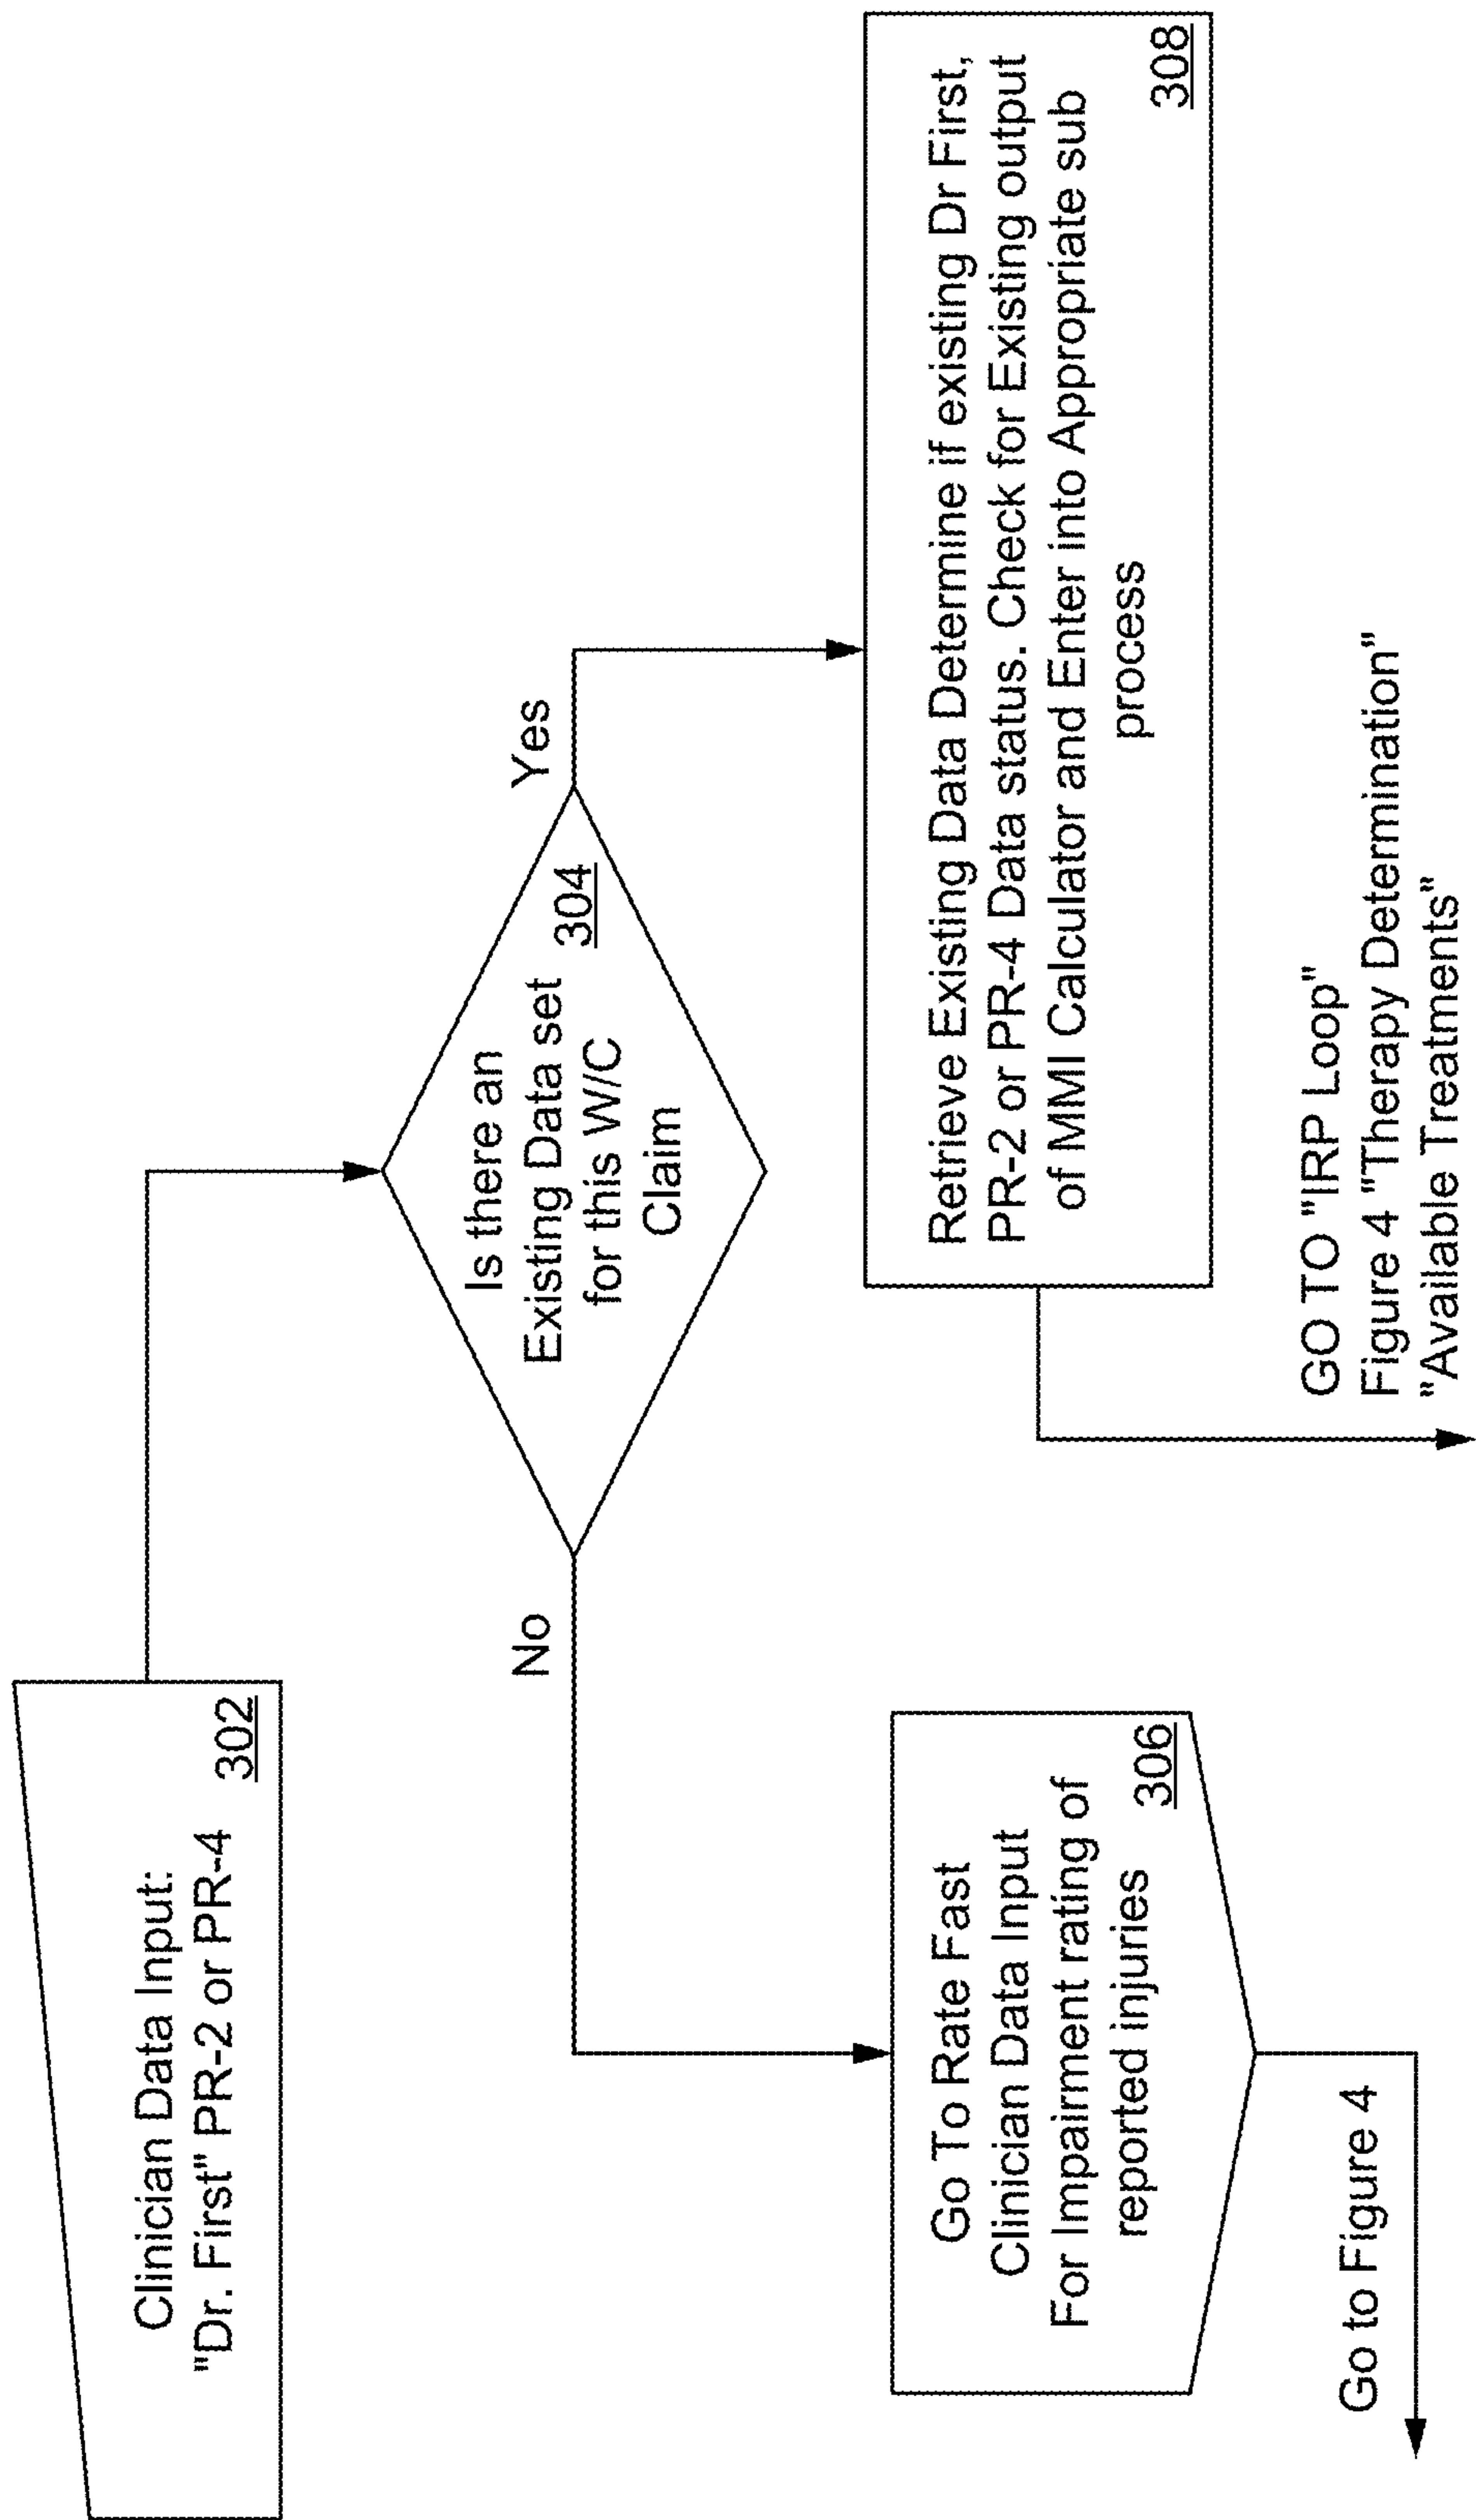 Clinician Data Input:
"Dr. First" PR-2 or PR-4
302
Is there an
Existing Data set
304
for this W/C
Claim
No
Yes
Go To Rate Fast
Clinician Data Input
For Impairment rating of
306
reported injuries
Go to Figure 4
Retrieve Existing Data Determine if existing Dr First,
PR-2 or PR-4 Data status. Check for Existing output
of MMI Calculator and Enter into Appropriate sub
process
308
GO TO "IRP Loop"
Figure 4 "Therapy Determination"
"Available Treatments"